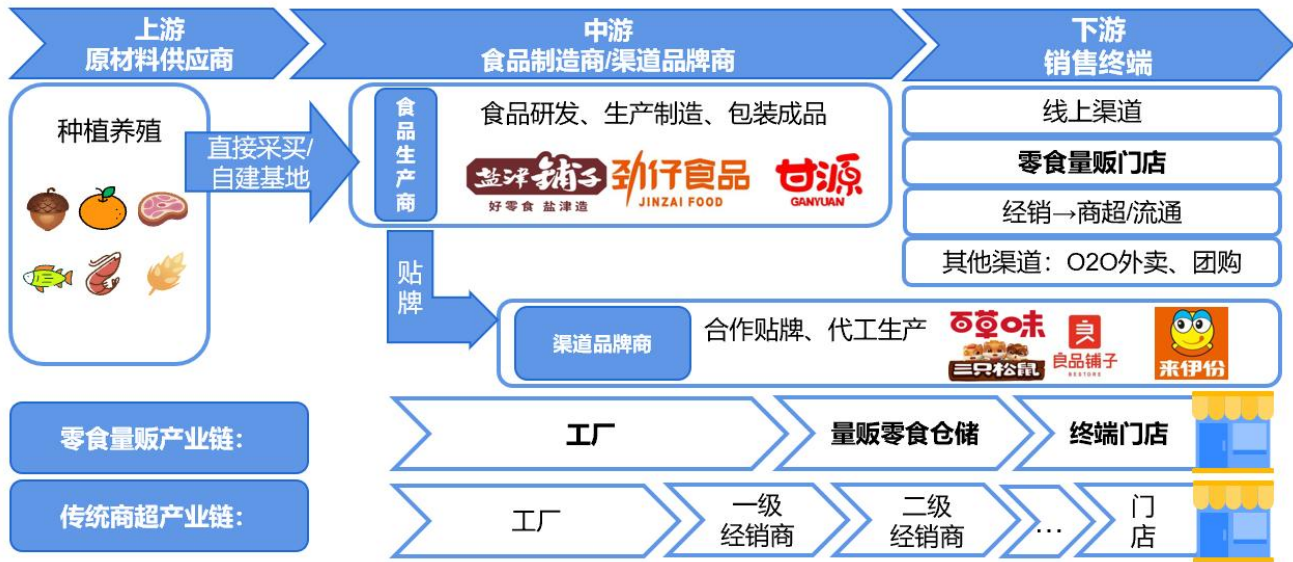 上游
原材料供应商
中游
食品制造商/渠道品牌商
下游
销售终端
种植养殖
直接采买/
自建基地
食品生产商
食品研发、生产制造、包装成品
盐津铺子
好零食 盐津造
劲仔食品
JINZAI FOOD
甘源
GANYUAN
线上渠道
零食量贩门店
经销→商超/流通
其他渠道：O2O外卖、团购
贴牌
渠道品牌商
合作贴牌、代工生产
百草味
三只松鼠
良品铺子
BESTORE
来伊份
零食量贩产业链：
工厂
量贩零食仓储
终端门店
传统商超产业链：
工厂
一级
经销商
二级
经销商
…
门
店